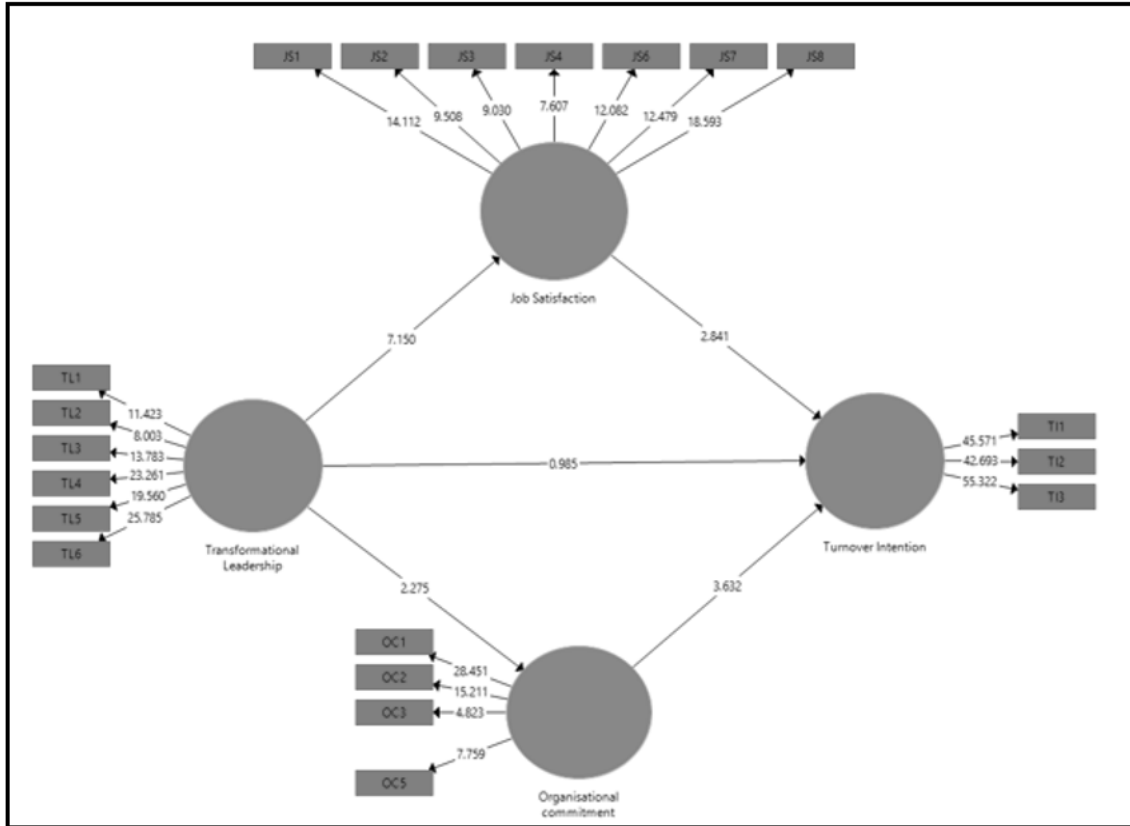 JS1 JS2 JS3 JS4 JS6 JS7 JS8
14.112 9.508 9.030 7.607 12.082 12.479 18.593
Job Satisfaction
7.150
2.841
TL1
TL2
TL3
TL4
TL5
TL6
11.423
8.003
13.783
23.261
19.560
25.785
Transformational
Leadership
0.985
45.571
42.693
55.322
TI1
TI2
TI3
Turnover Intention
2.275
3.632
OC1
OC2
OC3
OC5
28.451
15.211
4.823
7.759
Organisational
commitment